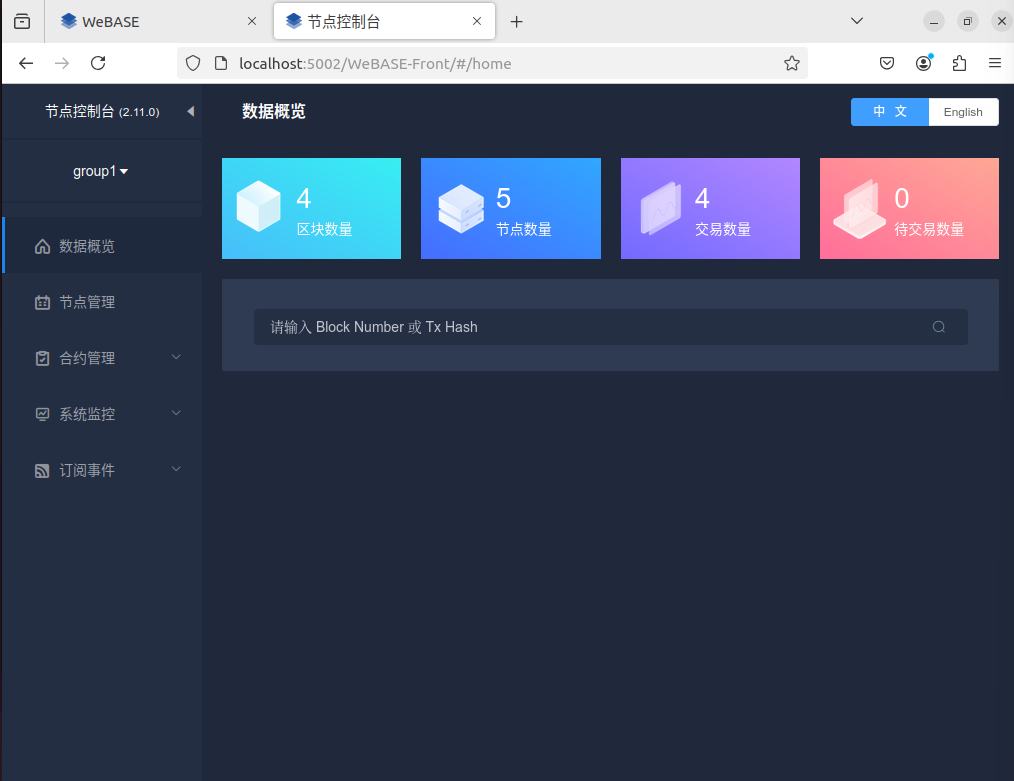 WeBASE
节点控制台
localhost:5002/WeBASE-Front/#/home
节点控制台 (2.11.0)
数据概览
中 文
English
group1
4
区块数量
5
节点数量
4
交易数量
0
待交易数量
数据概览
节点管理
合约管理
系统监控
订阅事件
请输入 Block Number 或 Tx Hash